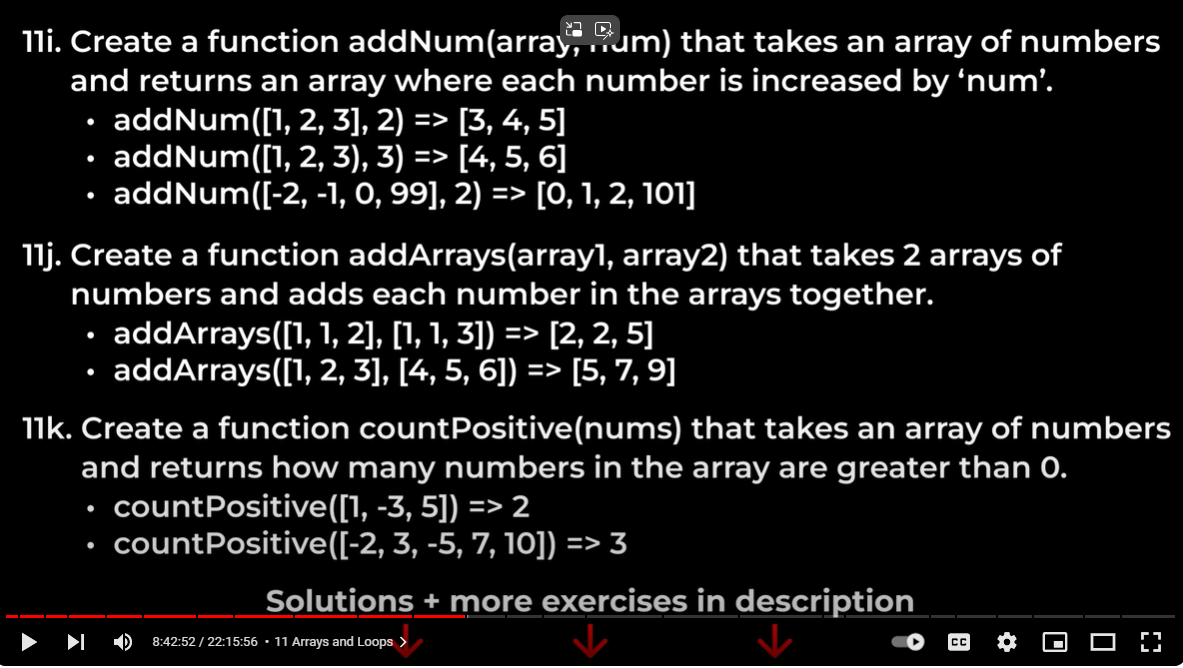 11i. Create a function addNum(array, num) that takes an array of numbers
and returns an array where each number is increased by ‘num’.
• addNum([1, 2, 3], 2) => [3, 4, 5]
• addNum([1, 2, 3), 3) => [4, 5, 6]
• addNum([-2, -1, 0, 99], 2) => [0, 1, 2, 101]
11j. Create a function addArrays(array1, array2) that takes 2 arrays of
numbers and adds each number in the arrays together.
• addArrays([1, 1, 2], [1, 1, 3]) => [2, 2, 5]
• addArrays([1, 2, 3], [4, 5, 6]) => [5, 7, 9]
11k. Create a function countPositive(nums) that takes an array of numbers
and returns how many numbers in the array are greater than 0.
• countPositive([1, -3, 5]) => 2
• countPositive([-2, 3, -5, 7, 10]) => 3
Solutions + more exercises in description
8:42:52 / 22:15:56 • 11 Arrays and Loops
CC